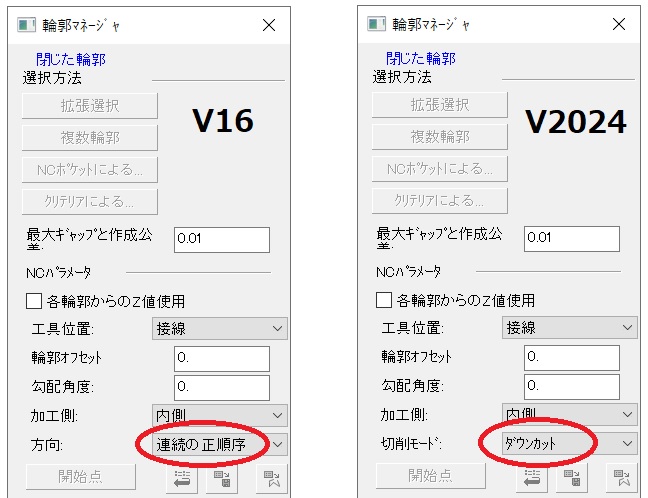 輪郭ﾏﾈｰｼﾞｬ
閉じた輪郭
選択方法
拡張選択
複数輪郭
NCﾎﾟｹｯﾄによる...
ｸﾘﾃﾘｱによる...
V16
最大ｷﾞｬｯﾌﾟと作成公
差:
0.01
NCﾊﾟﾗﾒｰﾀ
各輪郭からのZ値使用
工具位置: 接線
輪郭ｵﾌｾｯﾄ 0.
勾配角度: 0.
加工側: 内側
方向: 連続の正順序
開始点
輪郭ﾏﾈｰｼﾞｬ
閉じた輪郭
選択方法
拡張選択
複数輪郭
NCﾎﾟｹｯﾄによる...
ｸﾘﾃﾘｱによる...
V2024
最大ｷﾞｬｯﾌﾟと作成公
差:
0.01
NCﾊﾟﾗﾒｰﾀ
各輪郭からのZ値使用
工具位置: 接線
輪郭ｵﾌｾｯﾄ 0.
勾配角度: 0.
加工側: 内側
切削ﾓｰﾄﾞ: ﾀﾞｳﾝｶｯﾄ
開始点